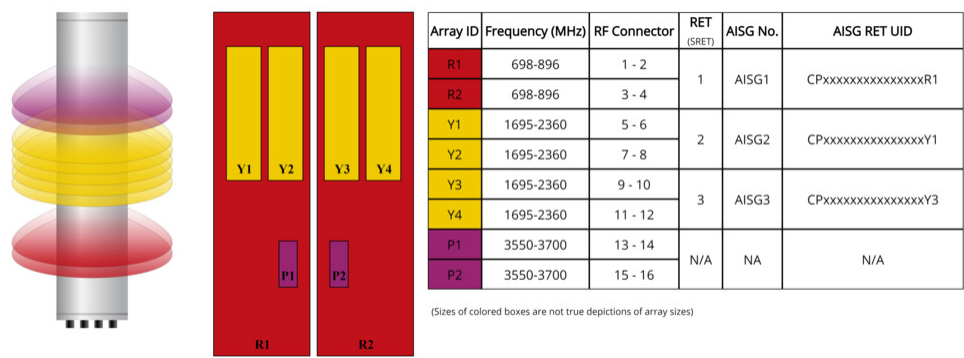 Y1 Y2 Y3 Y4
P1 P2
R1 R2
Array ID Frequency (MHz) RF Connector RET (SRET) AISG No. AISG RET UID
R1 698-896 1 - 2 1 AISG1 CPxxxxxxxxxxxxxxxR1
R2 698-896 3 - 4
Y1 1695-2360 5 - 6 2 AISG2 CPxxxxxxxxxxxxxxxY1
Y2 1695-2360 7 - 8
Y3 1695-2360 9 - 10 3 AISG3 CPxxxxxxxxxxxxxxxY3
Y4 1695-2360 11 - 12
P1 3550-3700 13 - 14 N/A NA N/A
P2 3550-3700 15 - 16
(Sizes of colored boxes are not true depictions of array sizes)